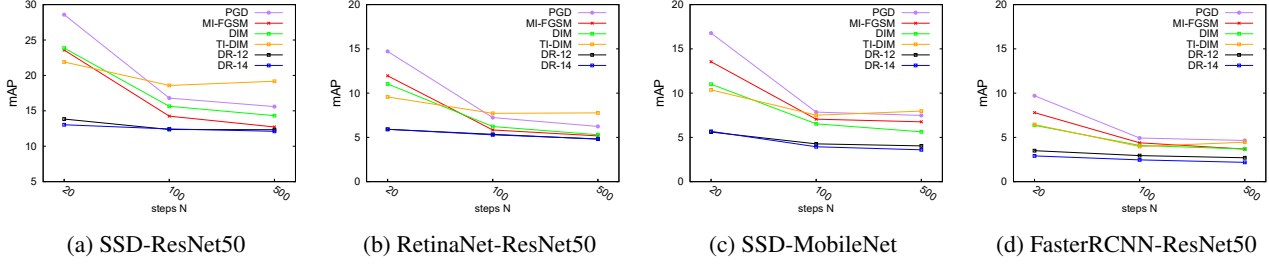 30
25
20
15
10
5
mAP
PGD
MI-FGSM
DIM
TI-DIM
DR-12
DR-14
20
100
500
steps N
(a) SSD-ResNet50
20
15
10
5
0
mAP
PGD
MI-FGSM
DIM
TI-DIM
DR-12
DR-14
20
100
500
steps N
(b) RetinaNet-ResNet50
20
15
10
5
0
mAP
PGD
MI-FGSM
DIM
TI-DIM
DR-12
DR-14
20
100
500
steps N
(c) SSD-MobileNet
20
15
10
5
0
mAP
PGD
MI-FGSM
DIM
TI-DIM
DR-12
DR-14
20
100
500
steps N
(d) FasterRCNN-ResNet50